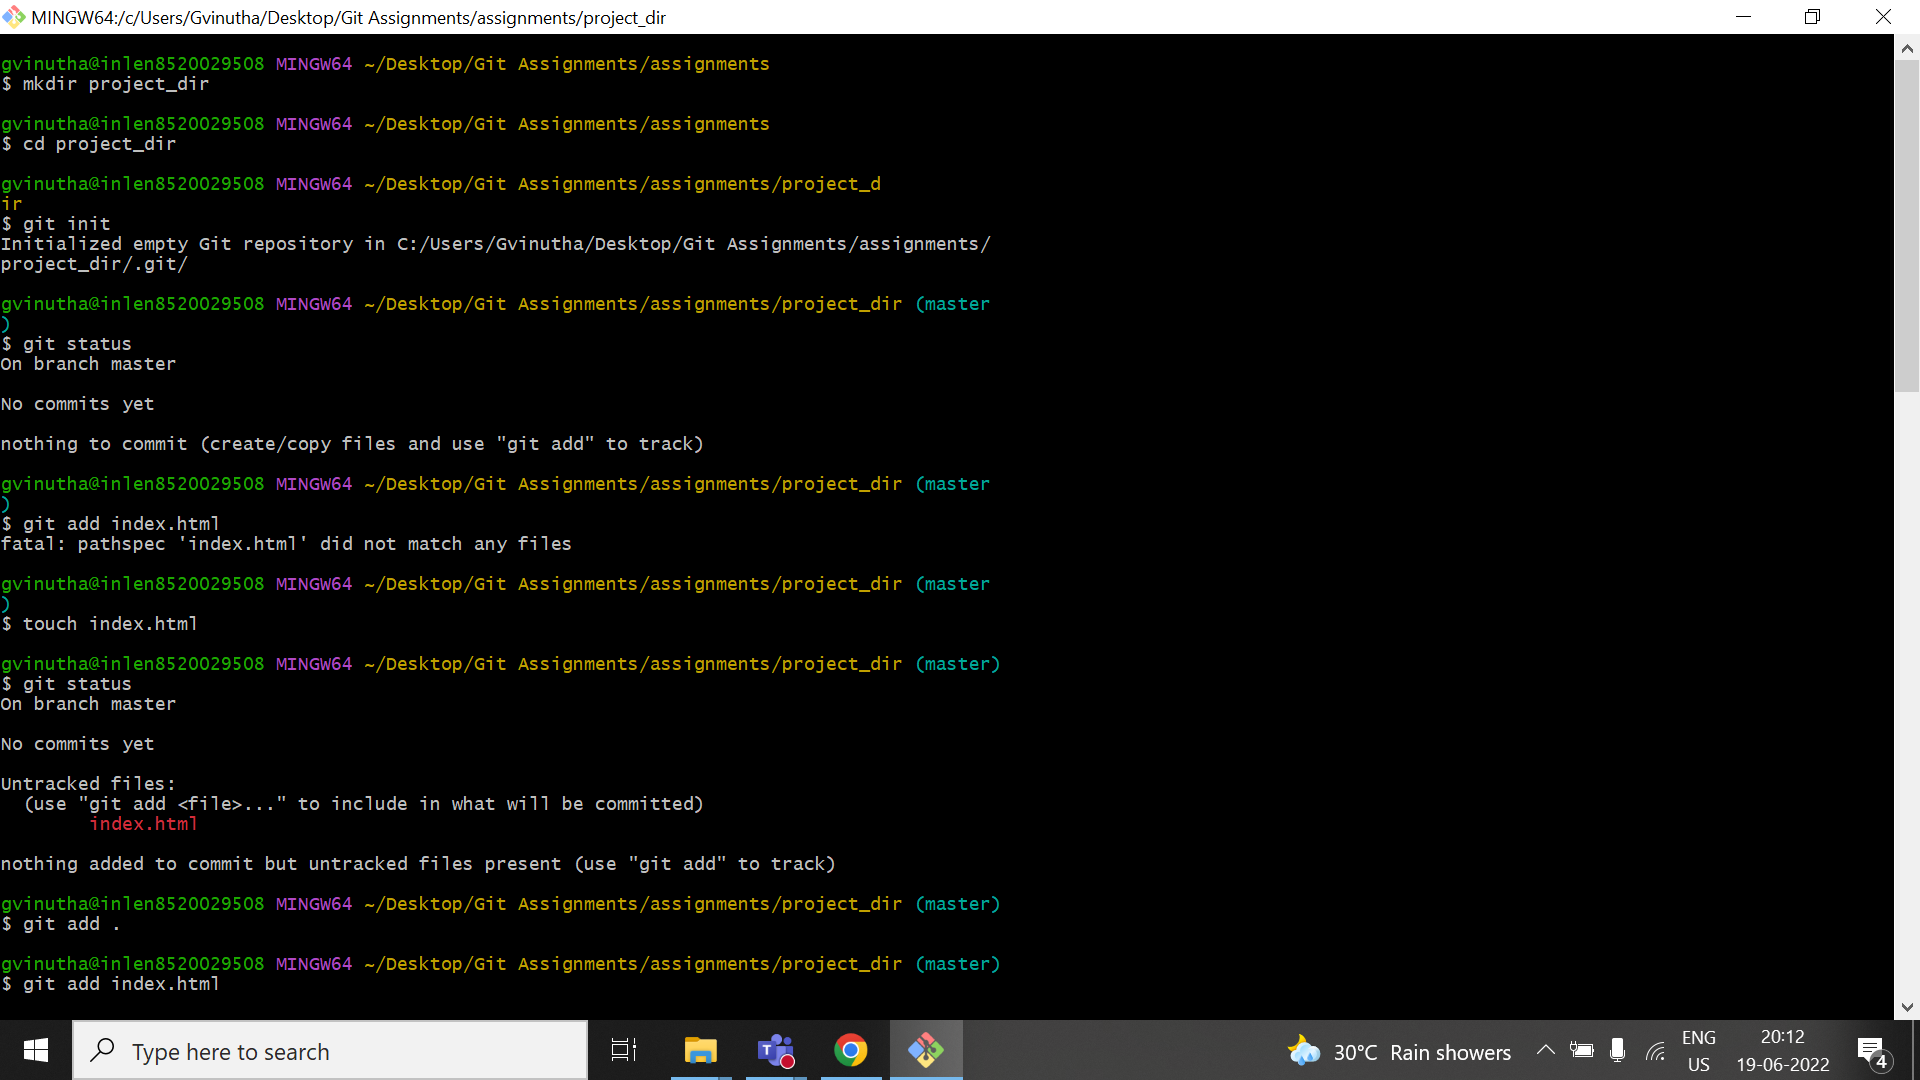 MINGW64:/c/Users/Gvinutha/Desktop/Git Assignments/assignments/project_dir
gvinutha@inlen8520029508 MINGW64 ~/Desktop/Git Assignments/assignments
$ mkdir project_dir
gvinutha@inlen8520029508 MINGW64 ~/Desktop/Git Assignments/assignments
$ cd project_dir
gvinutha@inlen8520029508 MINGW64 ~/Desktop/Git Assignments/assignments/project_d
ir
$ git init
Initialized empty Git repository in C:/Users/Gvinutha/Desktop/Git Assignments/assignments/
project_dir/.git/
gvinutha@inlen8520029508 MINGW64 ~/Desktop/Git Assignments/assignments/project_dir (master
)
$ git status
On branch master
No commits yet
nothing to commit (create/copy files and use "git add" to track)
gvinutha@inlen8520029508 MINGW64 ~/Desktop/Git Assignments/assignments/project_dir (master
)
$ git add index.html
fatal: pathspec 'index.html' did not match any files
gvinutha@inlen8520029508 MINGW64 ~/Desktop/Git Assignments/assignments/project_dir (master
)
$ touch index.html
gvinutha@inlen8520029508 MINGW64 ~/Desktop/Git Assignments/assignments/project_dir (master)
$ git status
On branch master
No commits yet
Untracked files:
(use "git add <file>..." to include in what will be committed)
index.html
nothing added to commit but untracked files present (use "git add" to track)
gvinutha@inlen8520029508 MINGW64 ~/Desktop/Git Assignments/assignments/project_dir (master)
$ git add .
gvinutha@inlen8520029508 MINGW64 ~/Desktop/Git Assignments/assignments/project_dir (master)
$ git add index.html
Type here to search
30°C Rain showers
ENG
US
20:12
19-06-2022
4